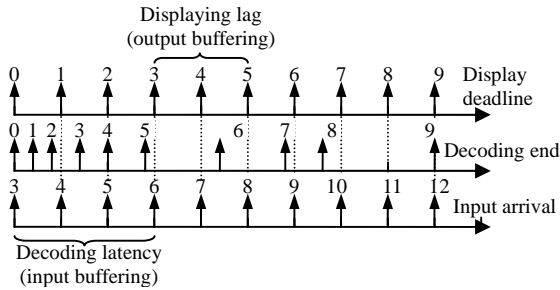 Displaying lag
(output buffering)
0 1 2 3 4 5 6 7 8 9
Display
deadline
0 1 2 3 4 5 6 7 8 9
Decoding end
3 4 5 6 7 8 9 10 11 12
Input arrival
Decoding latency
(input buffering)